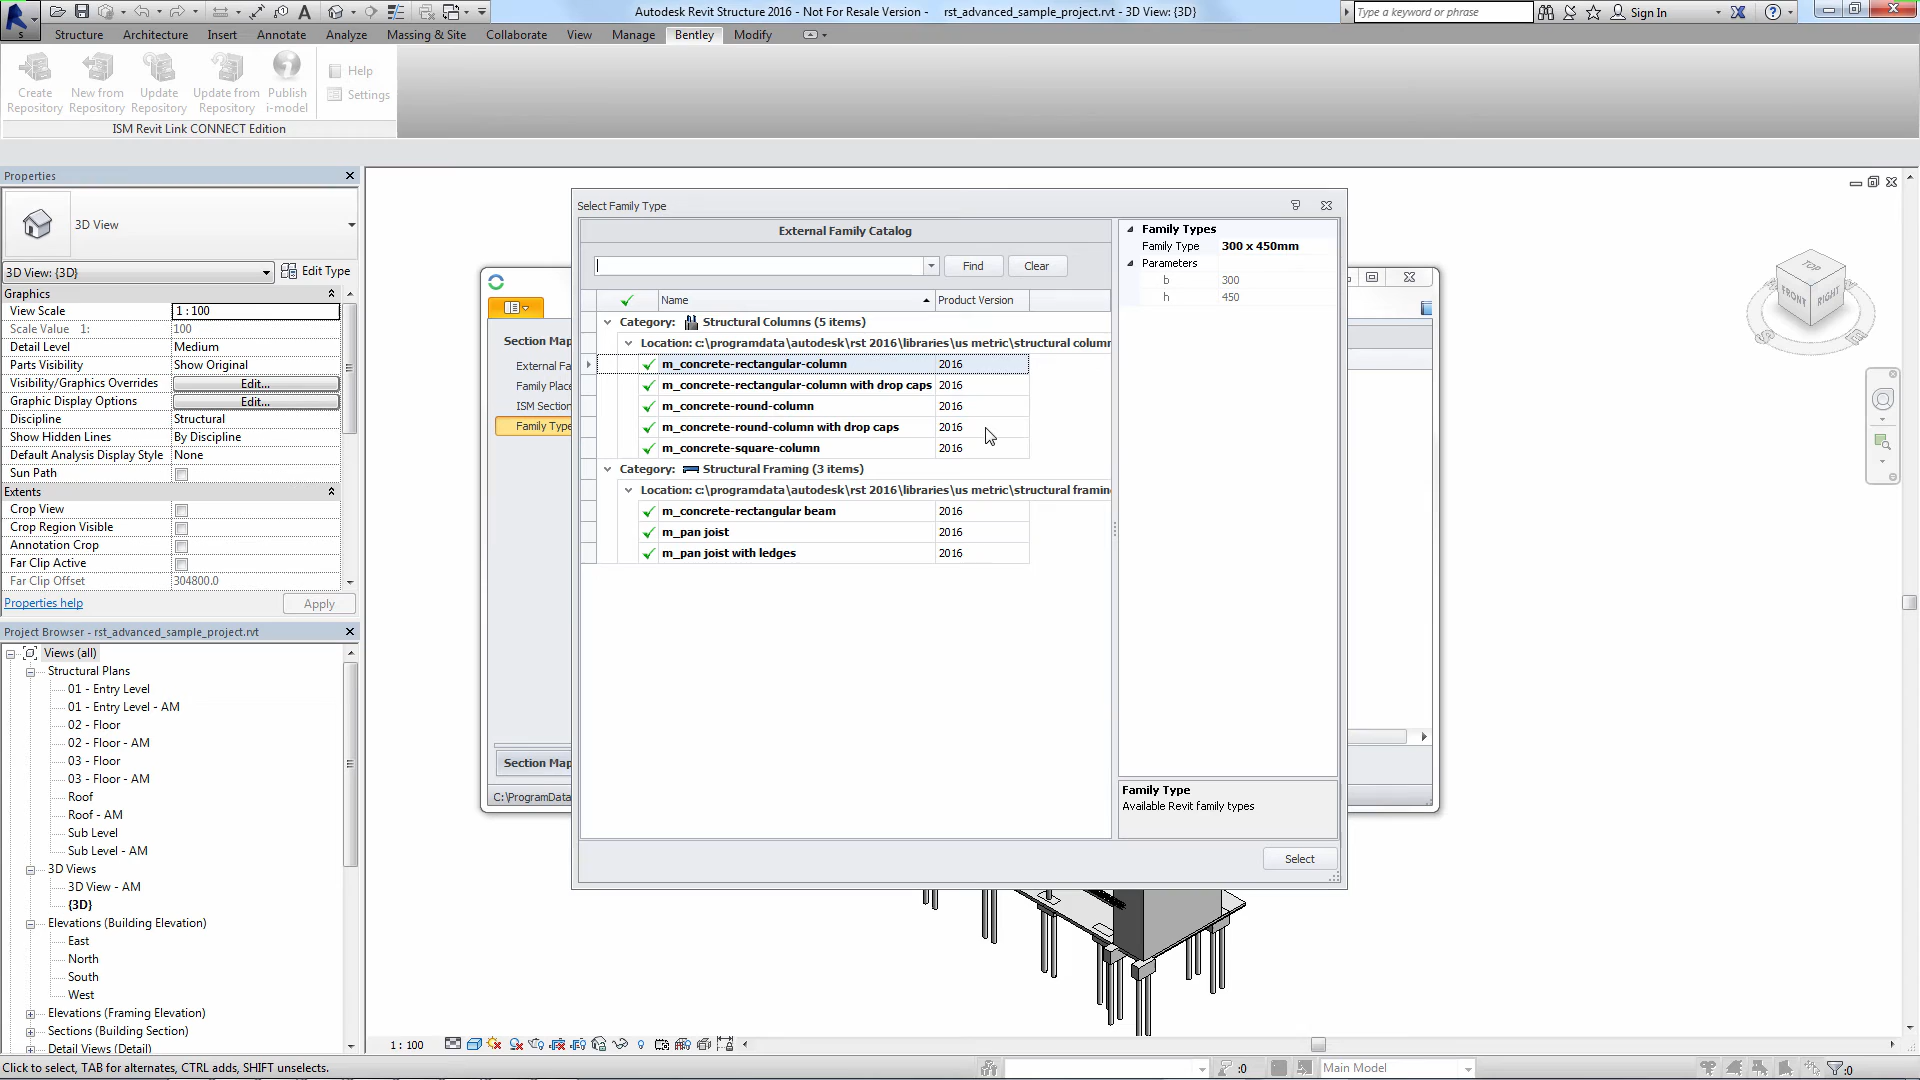 Autodesk Revit Structure 2016 - Not For Resale Version - rst_advanced_sample_project.rvt - 3D View: {3D}
Type a keyword or phrase
Sign In
Structure Architecture Insert Annotate Analyze Massing & Site Collaborate View Manage Bentley Modify
Create Repository
New from Repository
Update Repository
Update from Repository
Publish i-model
Help
Settings
ISM Revit Link CONNECT Edition
Properties
3D View
3D View: {3D}
Edit Type
Graphics
View Scale 1 : 100
Scale Value 1: 100
Detail Level Medium
Parts Visibility Show Original
Visibility/Graphics Overrides Edit...
Graphic Display Options Edit...
Discipline Structural
Show Hidden Lines By Discipline
Default Analysis Display Style None
Sun Path
Extents
Crop View
Crop Region Visible
Annotation Crop
Far Clip Active
Far Clip Offset 304800.0
Properties help
Apply
Project Browser - rst_advanced_sample_project.rvt
Views (all)
Structural Plans
01 - Entry Level
01 - Entry Level - AM
02 - Floor
02 - Floor - AM
03 - Floor
03 - Floor - AM
Roof
Roof - AM
Sub Level
Sub Level - AM
3D Views
3D View - AM
{3D}
Elevations (Building Elevation)
East
North
South
West
Elevations (Framing Elevation)
Sections (Building Section)
Detail Views (Detail)
Section Map
External Fa
Family Place
ISM Section
Family Type
Section Map
C:\ProgramData
Select Family Type
External Family Catalog
Find
Clear
Name Product Version
Category: Structural Columns (5 items)
Location: c:\programdata\autodesk\rst 2016\libraries\us metric\structural column
m_concrete-rectangular-column 2016
m_concrete-rectangular-column with drop caps 2016
m_concrete-round-column 2016
m_concrete-round-column with drop caps 2016
m_concrete-square-column 2016
Category: Structural Framing (3 items)
Location: c:\programdata\autodesk\rst 2016\libraries\us metric\structural framing
m_concrete-rectangular beam 2016
m_pan joist 2016
m_pan joist with ledges 2016
Family Types
Family Type 300 x 450mm
Parameters
b 300
h 450
Family Type
Available Revit family types
Select
TOP
FRONT
RIGHT
1 : 100
Click to select, TAB for alternates, CTRL adds, SHIFT unselects.
:0
Main Model
:0